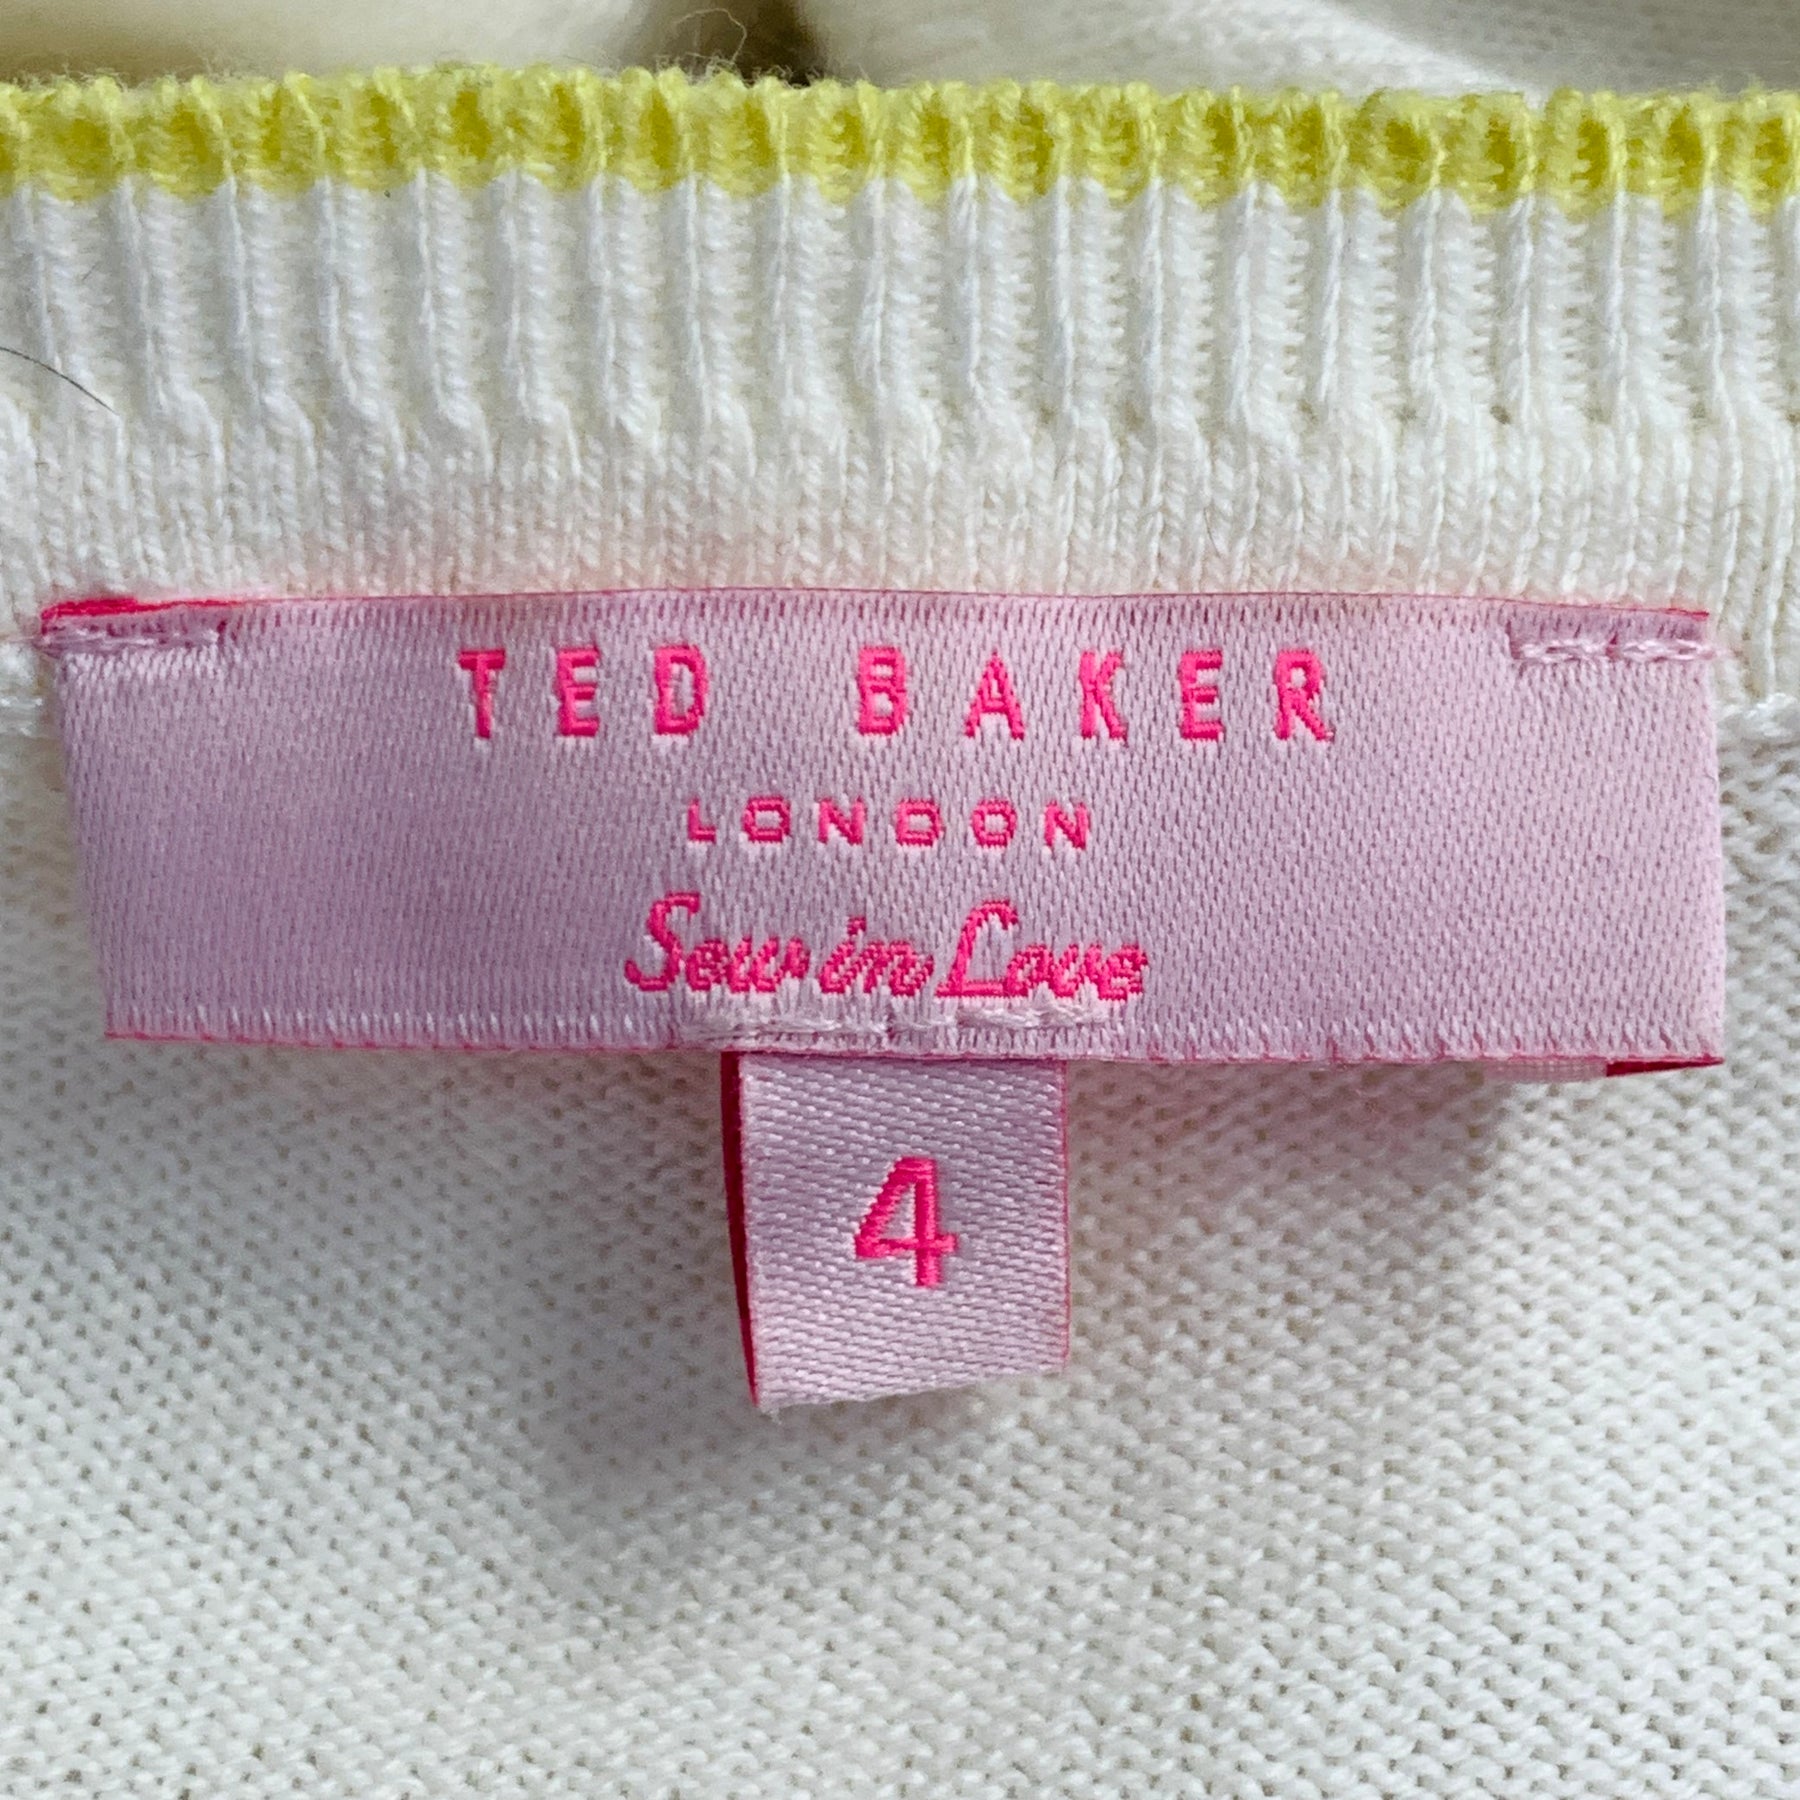 TED BAKER
LONDON
Sew in Love
4